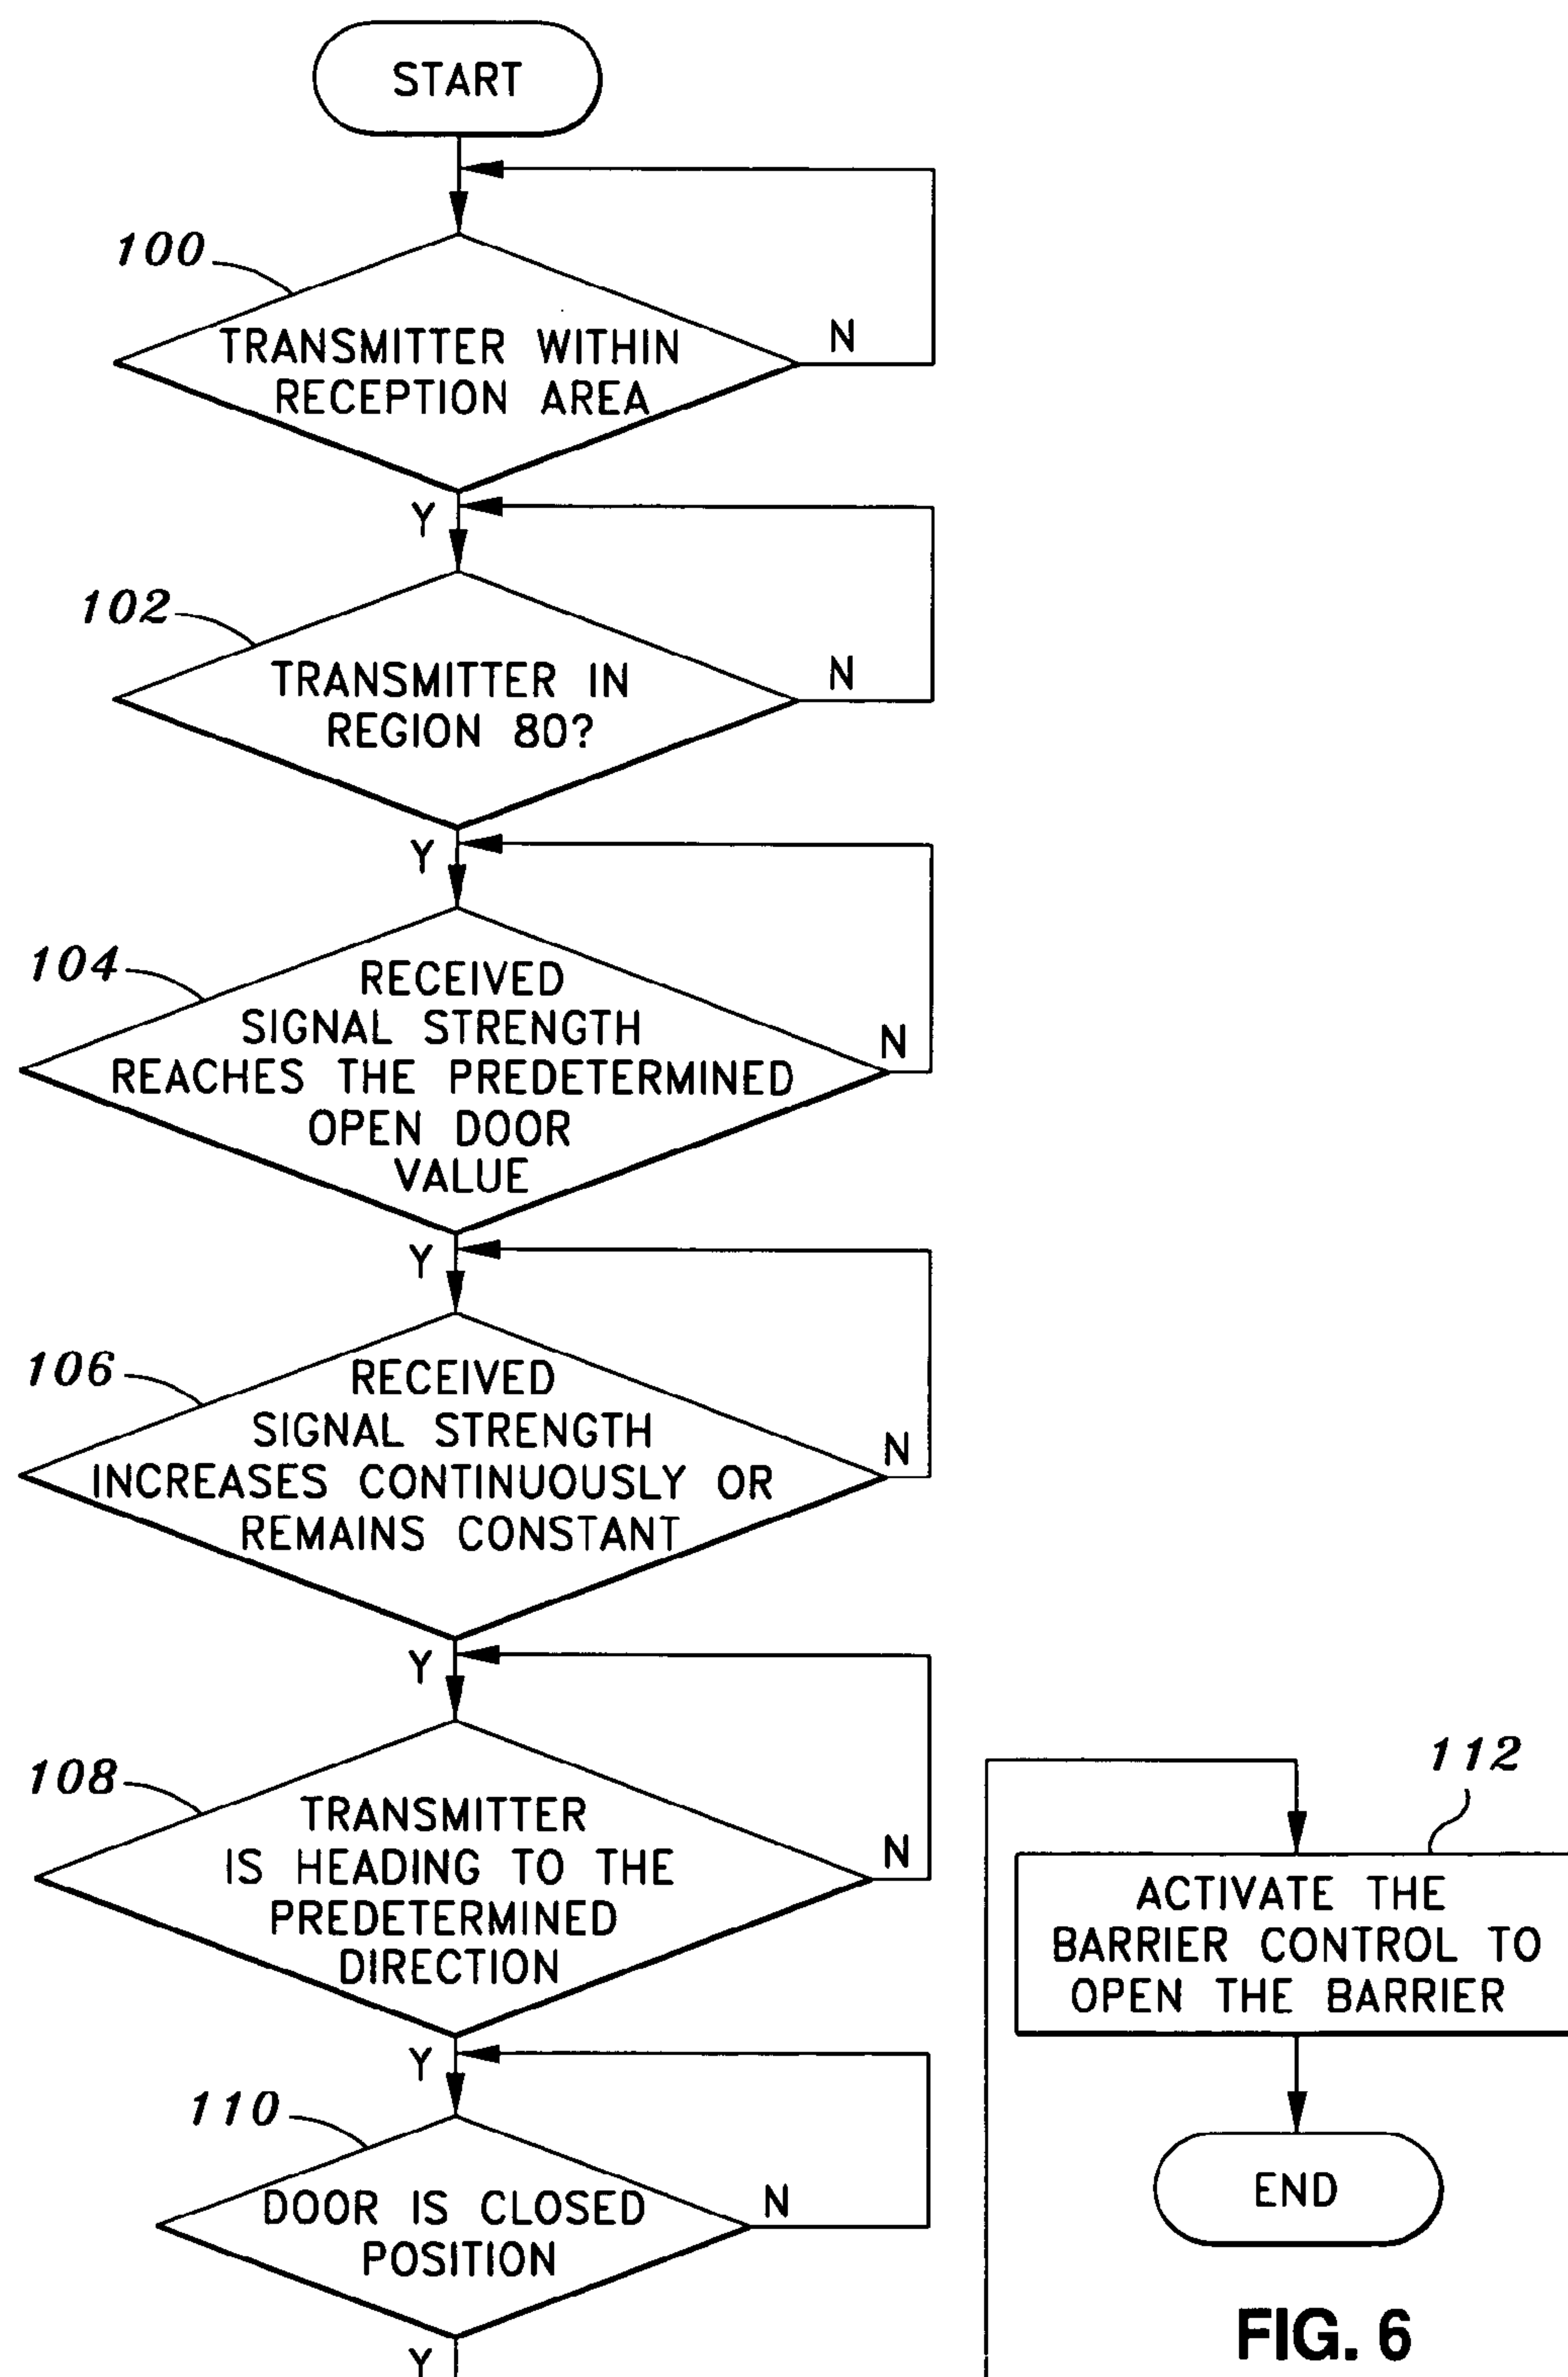 START
100
TRANSMITTER WITHIN
RECEPTION AREA
N
Y
102
TRANSMITTER IN
REGION 80?
N
Y
104
RECEIVED
SIGNAL STRENGTH
REACHES THE PREDETERMINED
OPEN DOOR
VALUE
N
Y
106
RECEIVED
SIGNAL STRENGTH
INCREASES CONTINUOUSLY OR
REMAINS CONSTANT
N
Y
108
TRANSMITTER
IS HEADING TO THE
PREDETERMINED
DIRECTION
N
Y
110
DOOR IS CLOSED
POSITION
N
Y
112
ACTIVATE THE
BARRIER CONTROL TO
OPEN THE BARRIER
END
FIG. 6